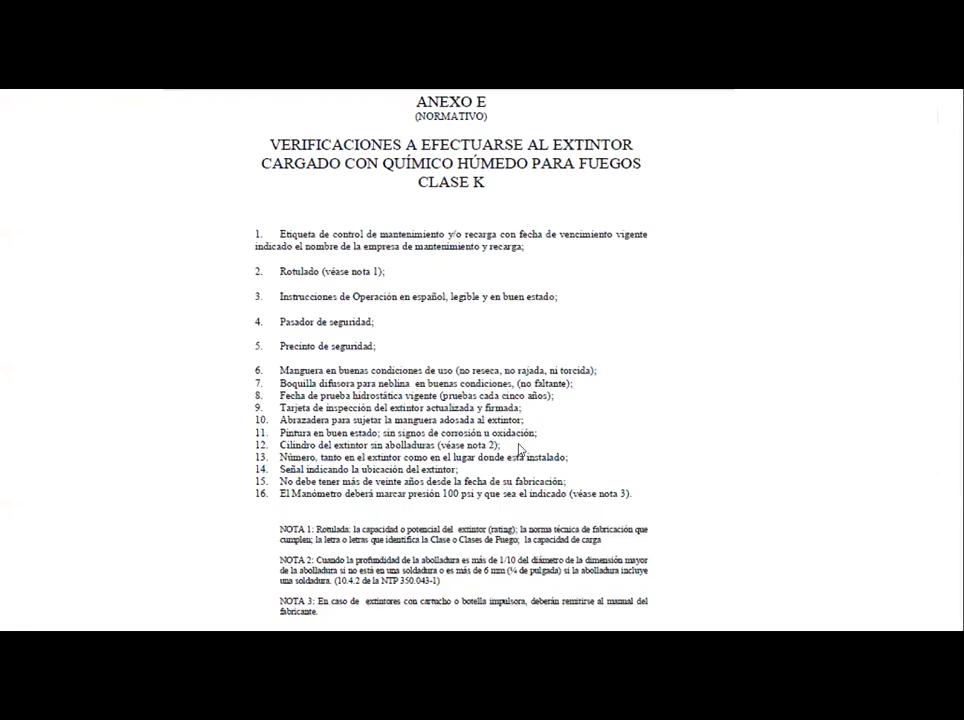 ANEXO E
(NORMATIVO)
VERIFICACIONES A EFECTUARSE AL EXTINTOR
CARGADO CON QUÍMICO HÚMEDO PARA FUEGOS
CLASE K
1. Etiqueta de control de mantenimiento y/o recarga con fecha de vencimiento vigente
indicado el nombre de la empresa de mantenimiento y recarga;
2. Rotulado (véase nota 1);
3. Instrucciones de Operación en español, legible y en buen estado;
4. Pasador de seguridad;
5. Precinto de seguridad;
6. Manguera en buenas condiciones de uso (no reseca, no rajada, ni torcida);
7. Boquilla difusora para neblina en buenas condiciones, (no faltante);
8. Fecha de prueba hidrostática vigente (pruebas cada cinco años);
9. Tarjeta de inspección del extintor actualizada y firmada;
10. Abrazadera para sujetar la manguera adosada al extintor;
11. Pintura en buen estado; sin signos de corrosión u oxidación;
12. Cilindro del extintor sin abolladuras (véase nota 2);
13. Número, tanto en el extintor como en el lugar donde está instalado;
14. Señal indicando la ubicación del extintor;
15. No debe tener más de veinte años desde la fecha de su fabricación;
16. El Manómetro deberá marcar presión 100 psi y que sea el indicado (véase nota 3).
NOTA 1: Rotulada: la capacidad o potencial del extintor (rating); la norma técnica de fabricación que
cumplen; la letra o letras que identifica la Clase o Clases de Fuego; la capacidad de carga
NOTA 2: Cuando la profundidad de la abolladura es más de 1/10 del diámetro de la dimensión mayor
de la abolladura si no está en una soldadura o es más de 6 mm (¼ de pulgada) si la abolladura incluye
una soldadura. (10.4.2 de la NTP 350.043-1)
NOTA 3: En caso de extintores con cartucho o botella impulsora, deberán remitirse al manual del
fabricante.